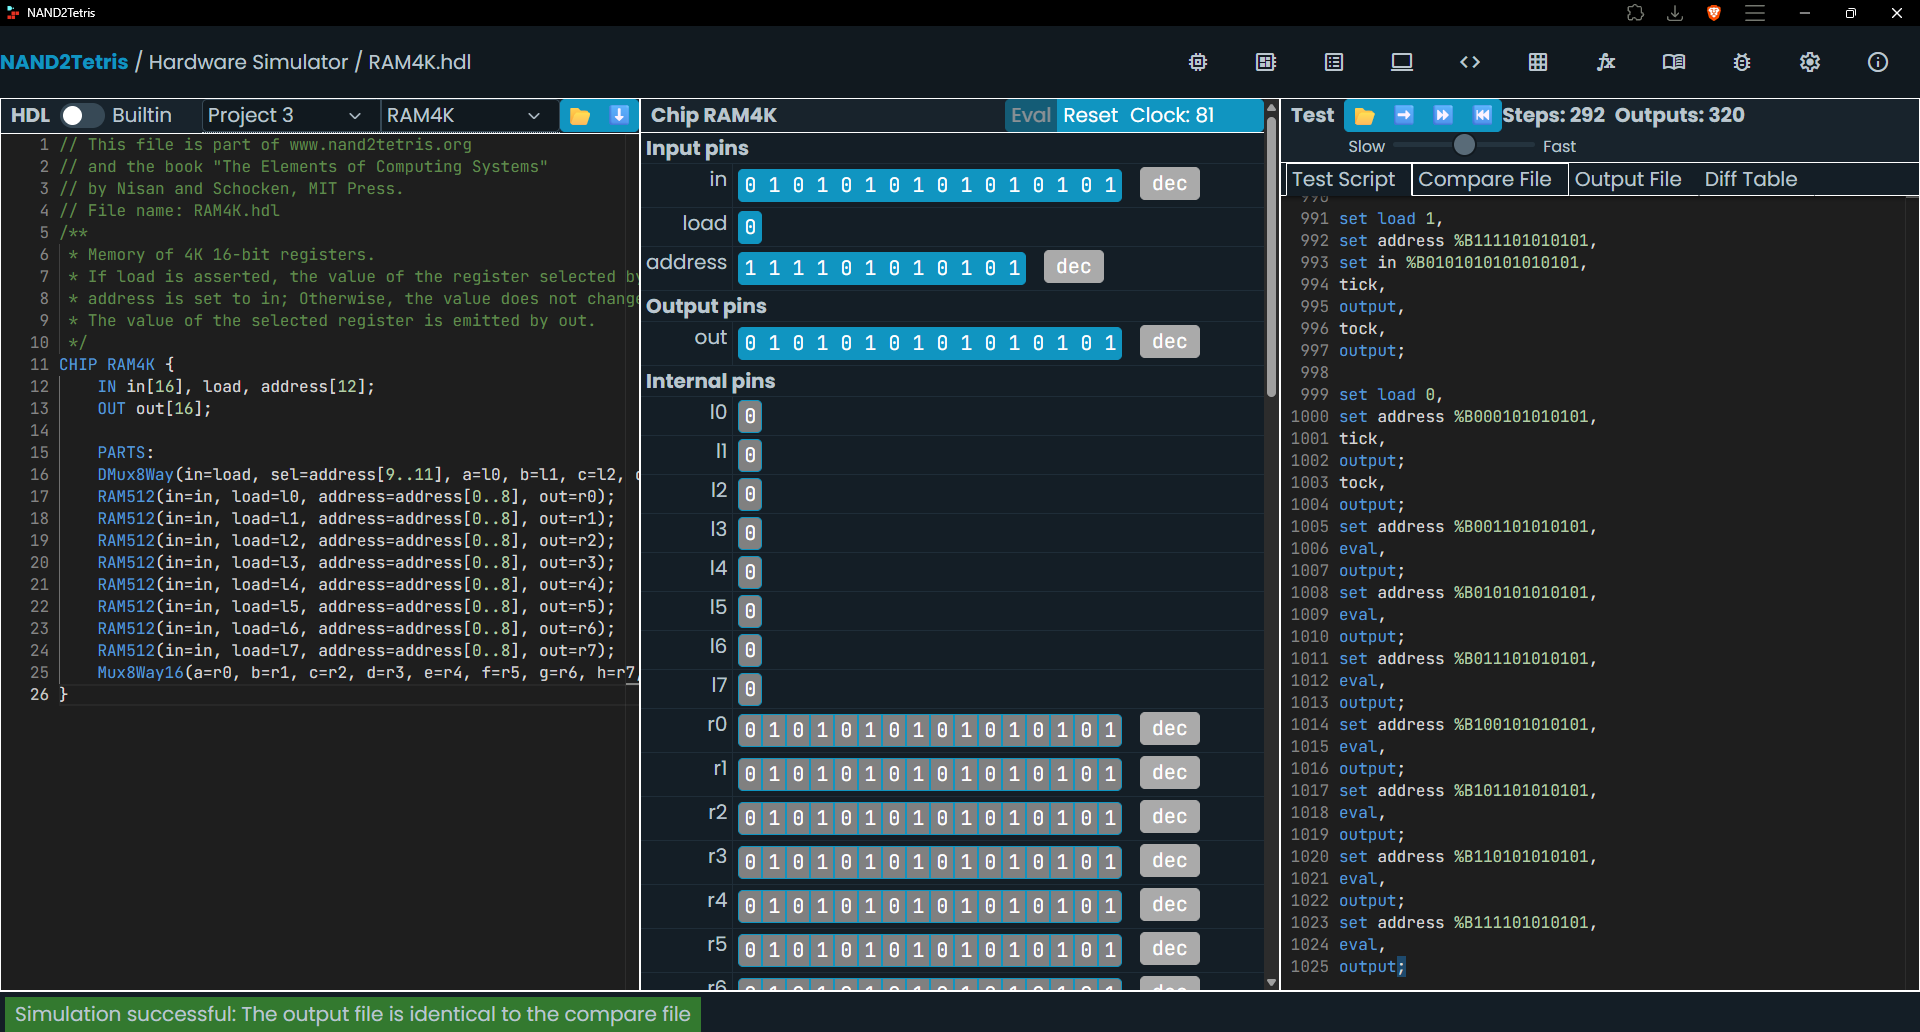 NAND2Tetris
NAND2Tetris / Hardware Simulator / RAM4K.hdl
HDL Builtin Project 3 RAM4K
1 // This file is part of www.nand2tetris.org
2 // and the book "The Elements of Computing Systems"
3 // by Nisan and Schocken, MIT Press.
4 // File name: RAM4K.hdl
5 /**
6 * Memory of 4K 16-bit registers.
7 * If load is asserted, the value of the register selected by
8 * address is set to in; Otherwise, the value does not change
9 * The value of the selected register is emitted by out.
10 */
11 CHIP RAM4K {
12 IN in[16], load, address[12];
13 OUT out[16];
14
15 PARTS:
16 DMux8Way(in=load, sel=address[9..11], a=l0, b=l1, c=l2,
17 RAM512(in=in, load=l0, address=address[0..8], out=r0);
18 RAM512(in=in, load=l1, address=address[0..8], out=r1);
19 RAM512(in=in, load=l2, address=address[0..8], out=r2);
20 RAM512(in=in, load=l3, address=address[0..8], out=r3);
21 RAM512(in=in, load=l4, address=address[0..8], out=r4);
22 RAM512(in=in, load=l5, address=address[0..8], out=r5);
23 RAM512(in=in, load=l6, address=address[0..8], out=r6);
24 RAM512(in=in, load=l7, address=address[0..8], out=r7);
25 Mux8Way16(a=r0, b=r1, c=r2, d=r3, e=r4, f=r5, g=r6, h=r7,
26 }
Chip RAM4K Eval Reset Clock: 81
Input pins
in 0 1 0 1 0 1 0 1 0 1 0 1 0 1 0 1 dec
load 0
address 1 1 1 1 0 1 0 1 0 1 0 1 dec
Output pins
out 0 1 0 1 0 1 0 1 0 1 0 1 0 1 0 1 dec
Internal pins
l0 0
l1 0
l2 0
l3 0
l4 0
l5 0
l6 0
l7 0
r0 0 1 0 1 0 1 0 1 0 1 0 1 0 1 0 1 dec
r1 0 1 0 1 0 1 0 1 0 1 0 1 0 1 0 1 dec
r2 0 1 0 1 0 1 0 1 0 1 0 1 0 1 0 1 dec
r3 0 1 0 1 0 1 0 1 0 1 0 1 0 1 0 1 dec
r4 0 1 0 1 0 1 0 1 0 1 0 1 0 1 0 1 dec
r5 0 1 0 1 0 1 0 1 0 1 0 1 0 1 0 1 dec
r6
Test Steps: 292 Outputs: 320
Slow Fast
Test Script Compare File Output File Diff Table
990
991 set load 1,
992 set address %B111101010101,
993 set in %B0101010101010101,
994 tick,
995 output,
996 tock,
997 output;
998
999 set load 0,
1000 set address %B000101010101,
1001 tick,
1002 output;
1003 tock,
1004 output;
1005 set address %B001101010101,
1006 eval,
1007 output;
1008 set address %B010101010101,
1009 eval,
1010 output;
1011 set address %B011101010101,
1012 eval,
1013 output;
1014 set address %B100101010101,
1015 eval,
1016 output;
1017 set address %B101101010101,
1018 eval,
1019 output;
1020 set address %B110101010101,
1021 eval,
1022 output;
1023 set address %B111101010101,
1024 eval,
1025 output;
Simulation successful: The output file is identical to the compare file